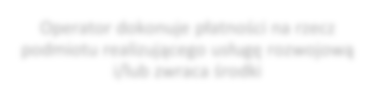 Operator dokonuje płatności na rzecz
podmiotu realizującego usługę rozwojową
i/lub zwraca środki